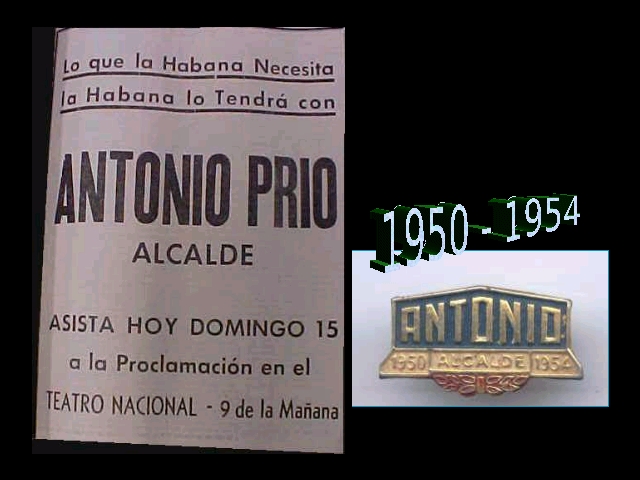 Lo que la Habana Necesita
la Habana lo Tendrá con
ANTONIO PRIO
ALCALDE
ASISTA HOY DOMINGO 15
a la Proclamación en el
TEATRO NACIONAL - 9 de la Mañana
1950 - 1954
ANTONIO
1950 ALCALDE 1954